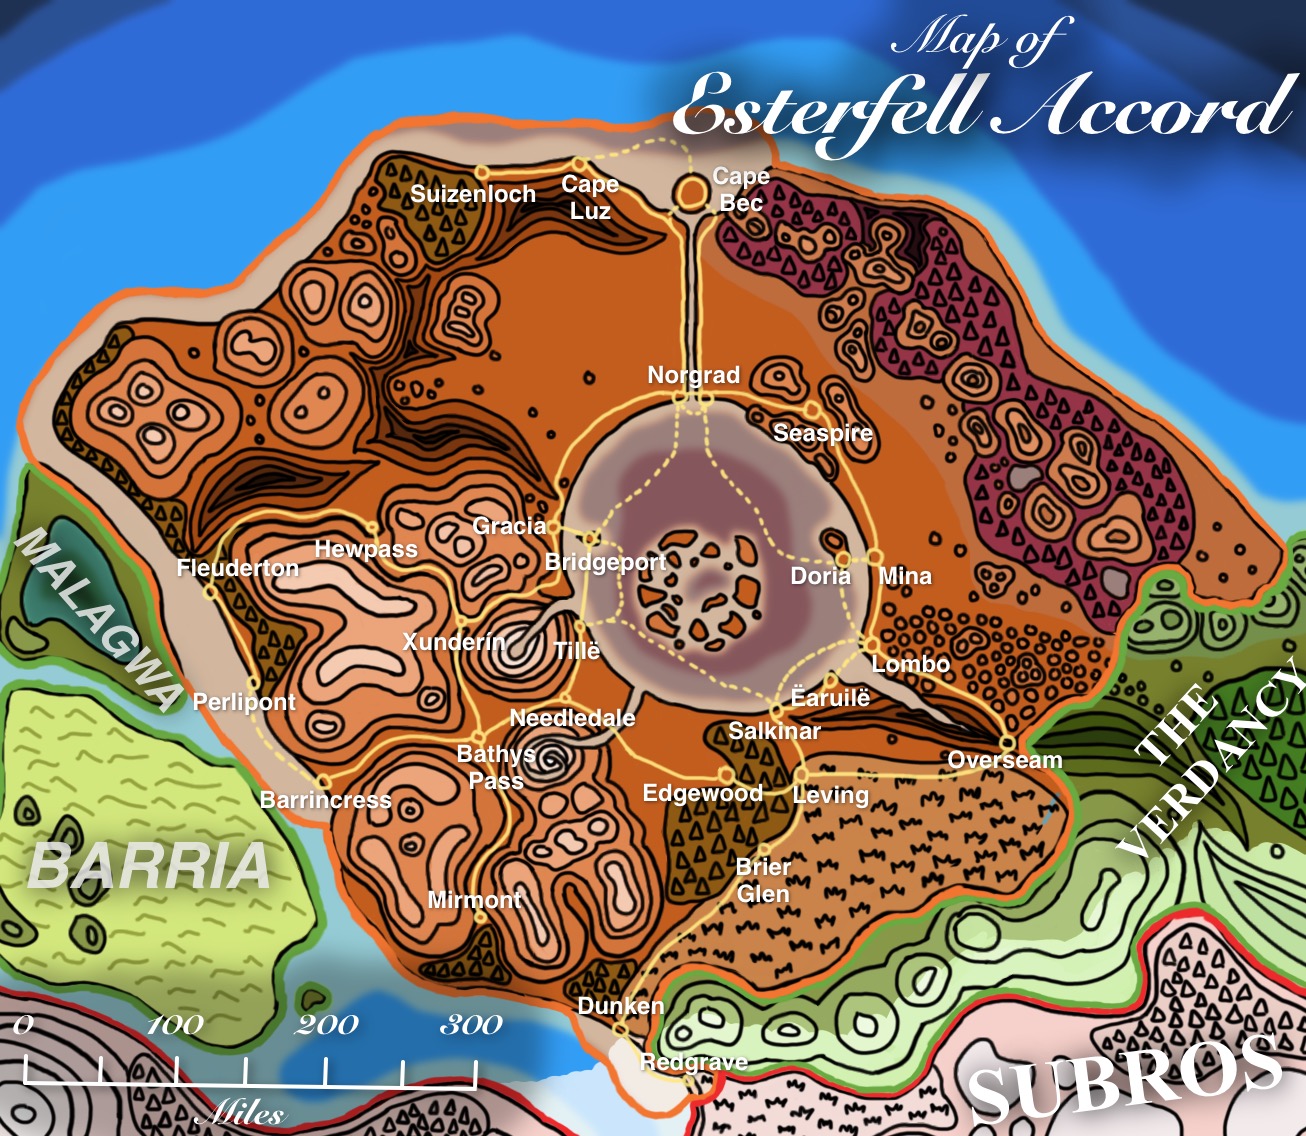 Map of
Esterfell Accord
Suizenloch
Cape
Luz
Cape
Bec
Norgrad
Seaspire
Gracia
Hewpass
Bridgeport
Fleuderton
Doria
Mina
MALAGWA
Xunderín
Tillë
Lombo
Perlipont
Ëaruilë
Needledale
Salkinar
THE
VERDANCY
Bathys
Pass
Overseam
Barrincress
Edgewood
Leving
BARRIA
Brier
Glen
Mirmont
Dunken
Redgrave
0 100 200 300
Miles
SUBROS